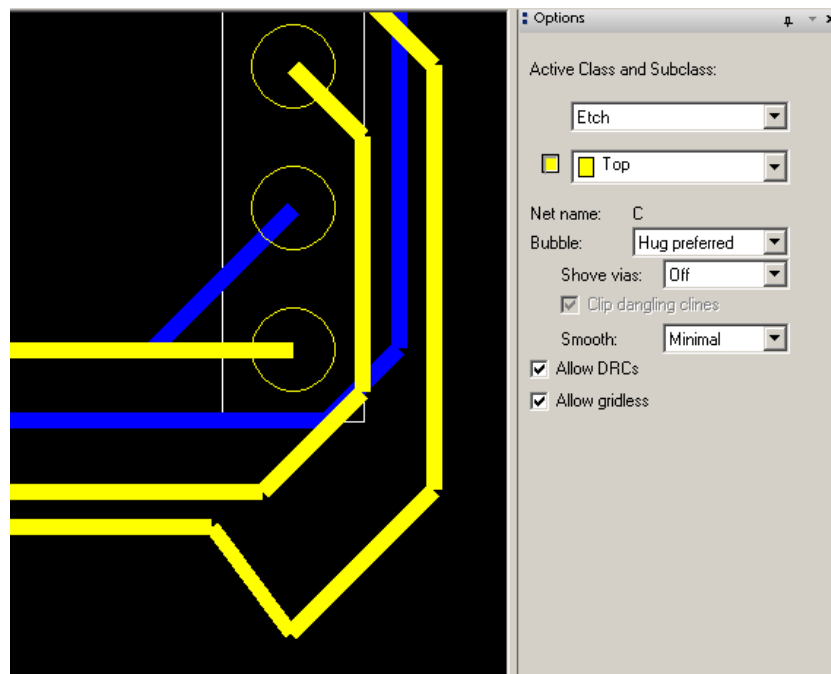 Options
Active Class and Subclass:
Etch
Top
Net name: C
Bubble: Hug preferred
Shove vias: Off
Clip dangling clines
Smooth: Minimal
Allow DRCs
Allow gridless